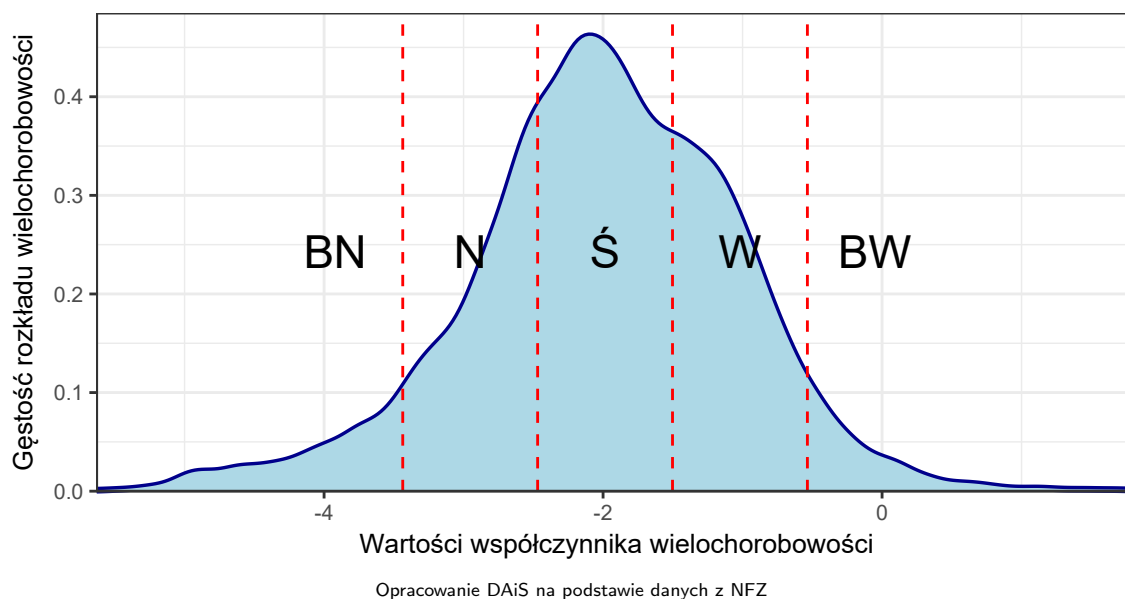 Gęstość rozkładu wielochorobowości
0.4
0.3
0.2
0.1
0.0
BN N Ś W BW
-4 -2 0
Wartości współczynnika wielochorobowości
Opracowanie DAiS na podstawie danych z NFZ